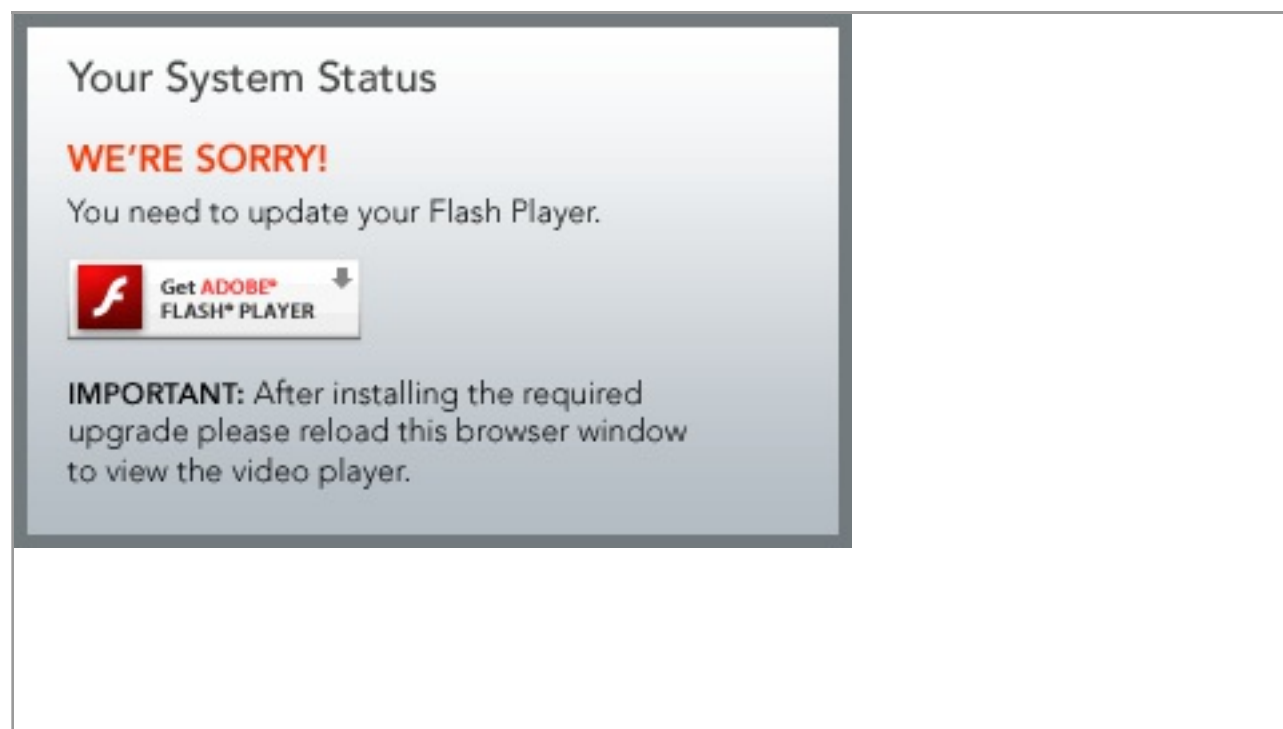 Your System Status
WE'RE SORRY!
You need to update your Flash Player.
Get ADOBE®
FLASH® PLAYER
IMPORTANT: After installing the required
upgrade please reload this browser window
to view the video player.